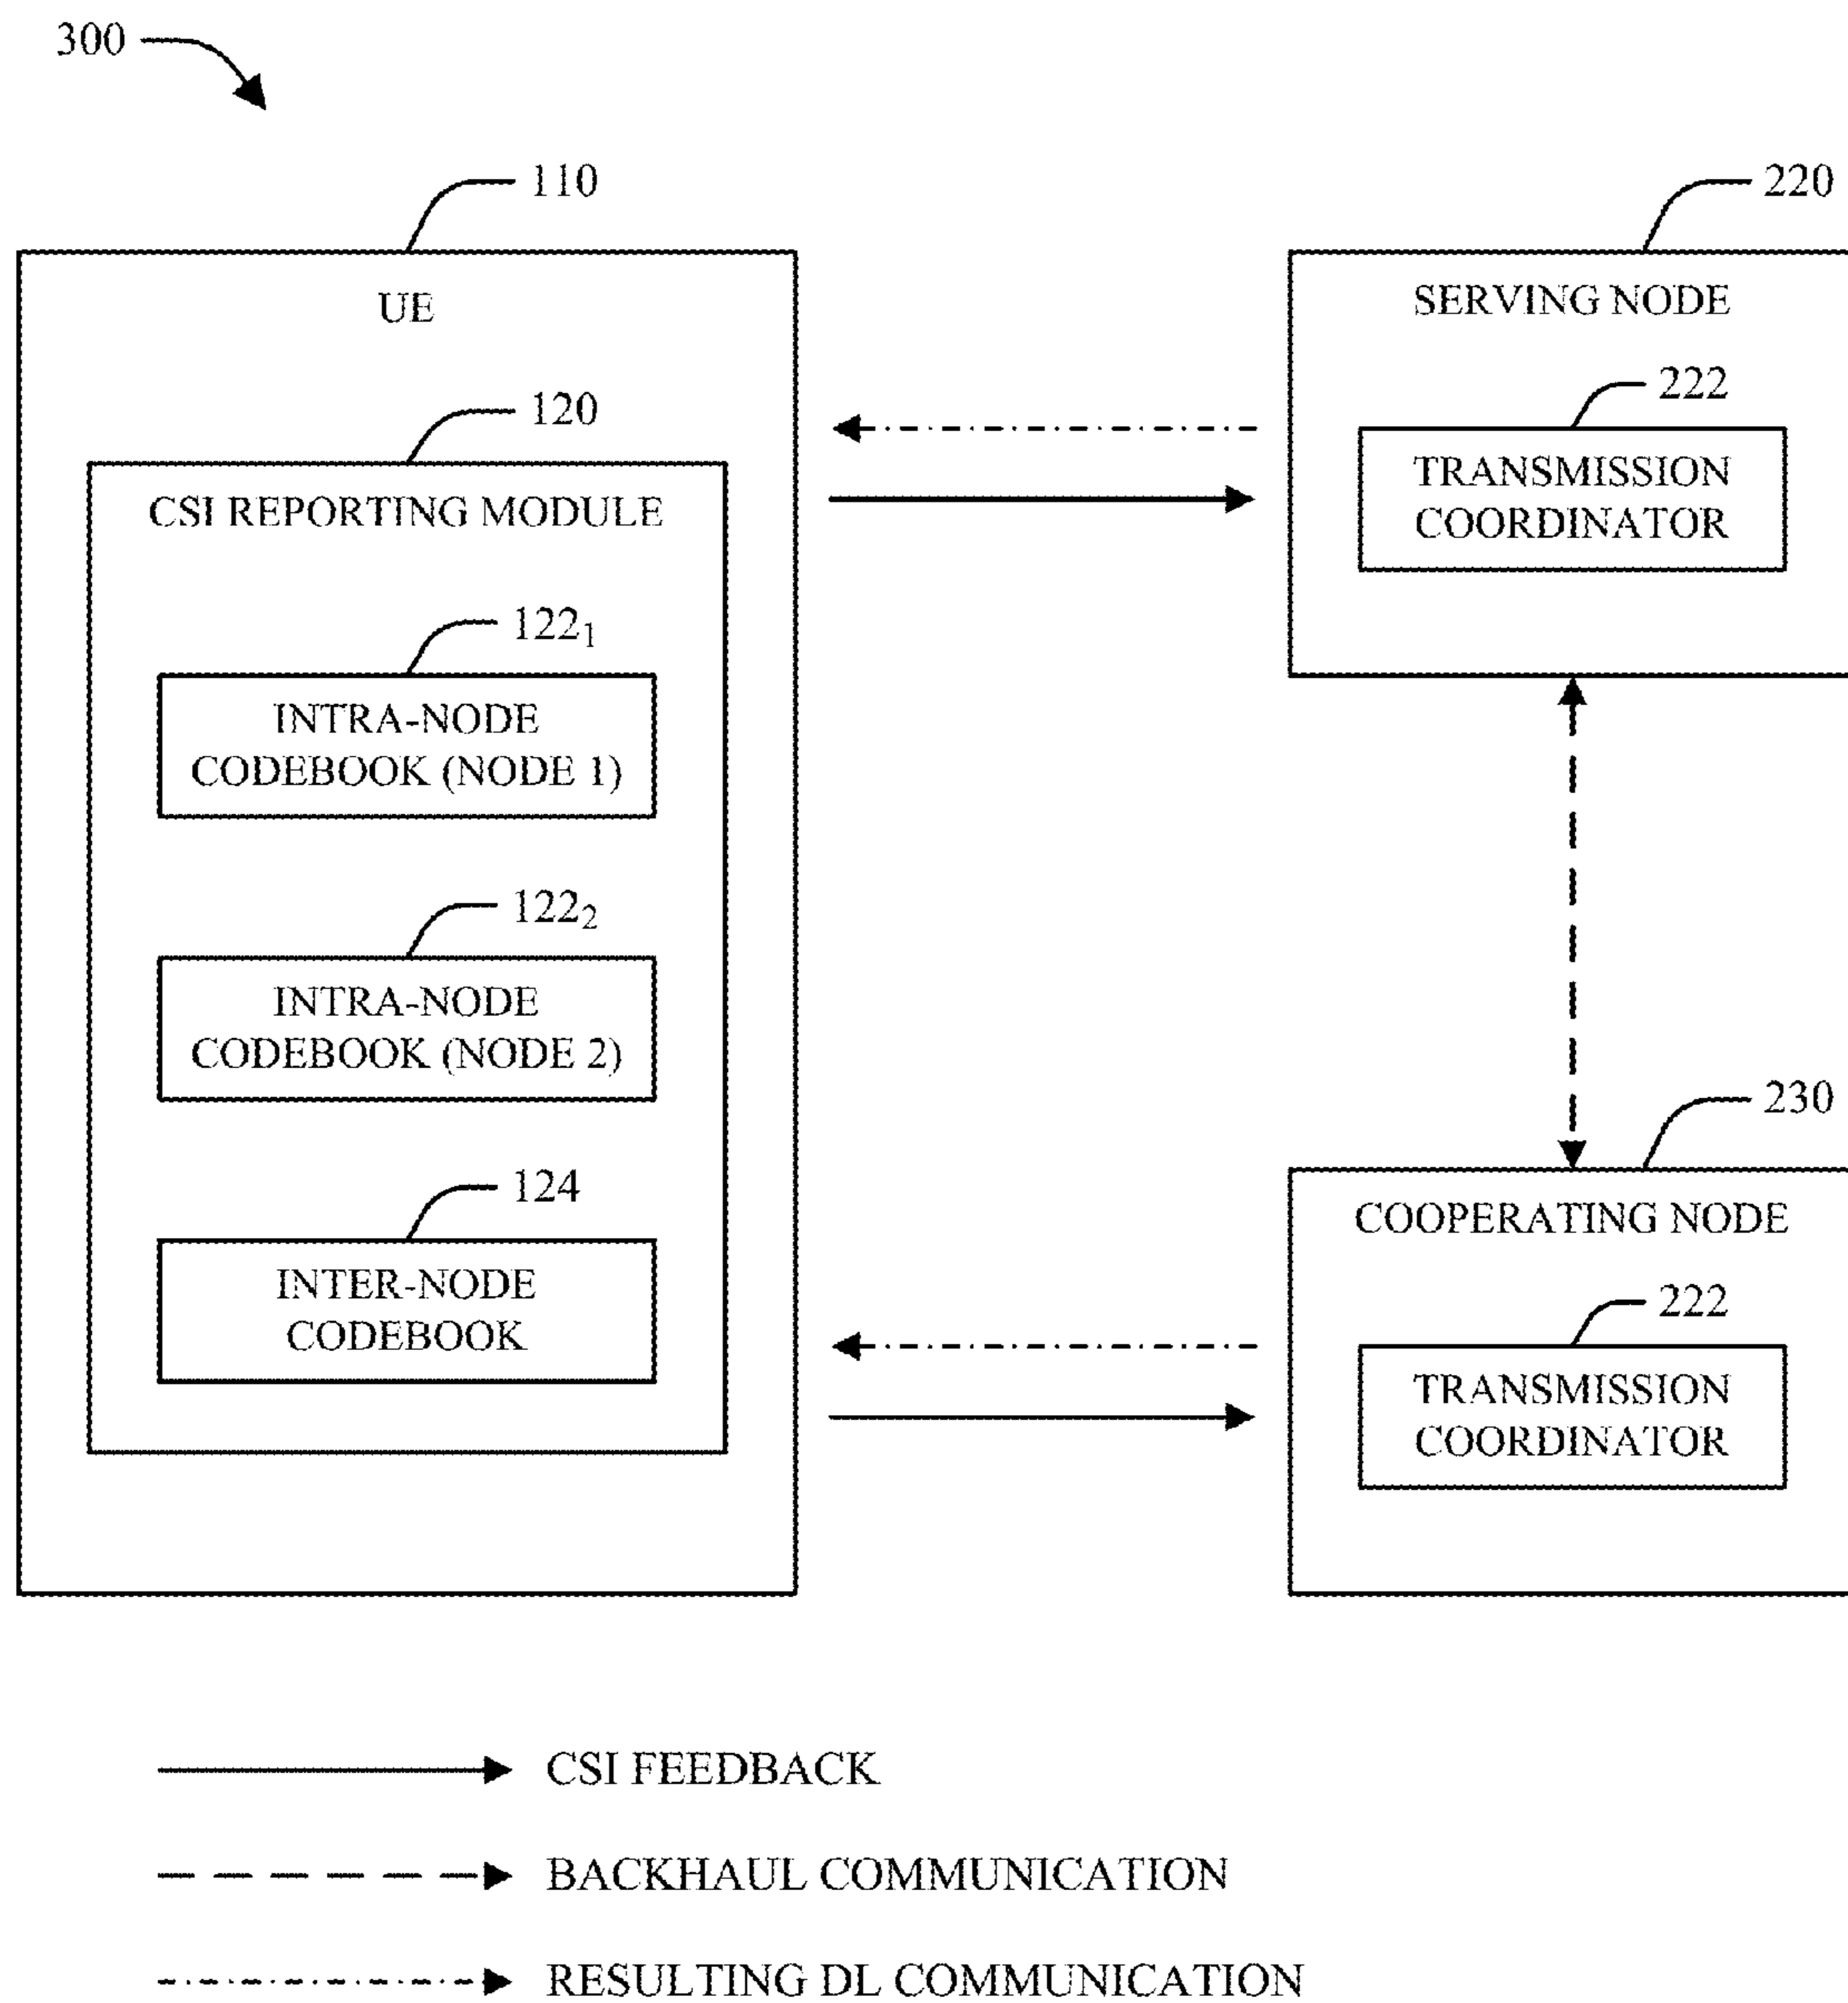 300
110
UE
120
CSI REPORTING MODULE
122₁
INTRA-NODE
CODEBOOK (NODE 1)
122₂
INTRA-NODE
CODEBOOK (NODE 2)
124
INTER-NODE
CODEBOOK
220
SERVING NODE
222
TRANSMISSION
COORDINATOR
230
COOPERATING NODE
222
TRANSMISSION
COORDINATOR
CSI FEEDBACK
BACKHAUL COMMUNICATION
RESULTING DL COMMUNICATION